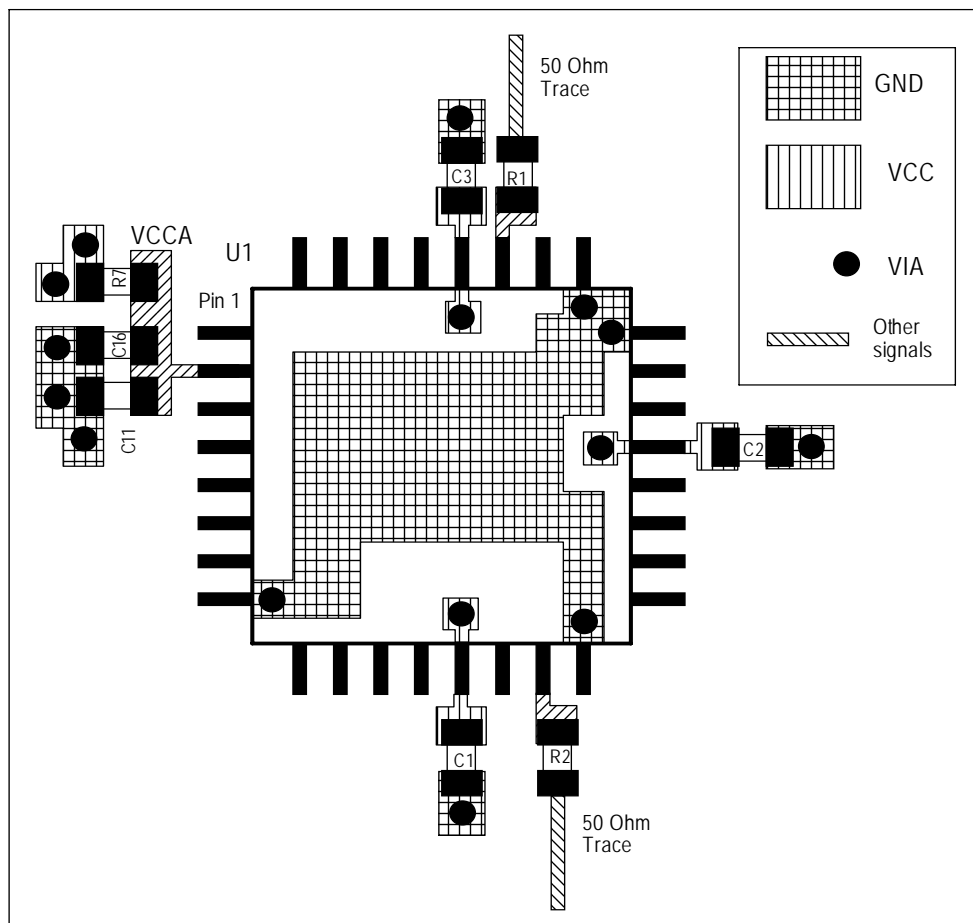 50 Ohm
Trace
GND
C3
R1
VCC
VCCA
U1
VIA
R7
Pin 1
Other
signals
C16
C11
C2
C1
R2
50 Ohm
Trace